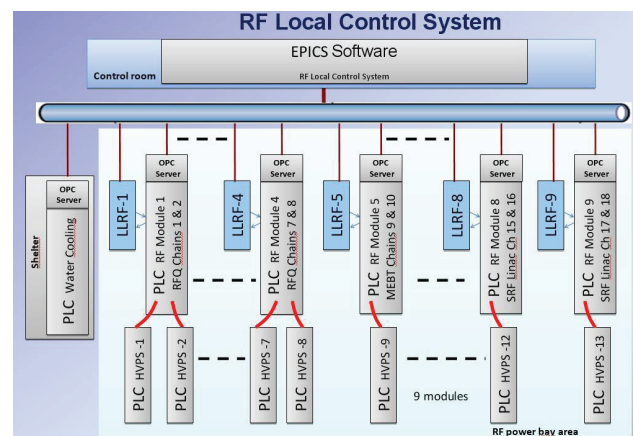 RF Local Control System
EPICS Software
Control room
RF Local Control System
OPC
Server
OPC
Server
OPC
Server
OPC
Server
OPC
Server
OPC
Server
Shelter
PLC Water Cooling
LLRF-1
PLC RF Module 1
RFQ Chains 1 & 2
LLRF-4
PLC RF Module 4
RFQ Chains 7 & 8
LLRF-5
PLC RF Module 5
MEBT Chains 9 & 10
LLRF-8
PLC RF Module 8
SRF Linac Ch 15 & 16
LLRF-9
PLC RF Module 9
SRF Linac Ch 17 & 18
PLC HVPS -1
PLC HVPS -2
PLC HVPS -7
PLC HVPS -8
PLC HVPS -9
PLC HVPS -12
PLC HVPS -13
9 modules
RF power bay area